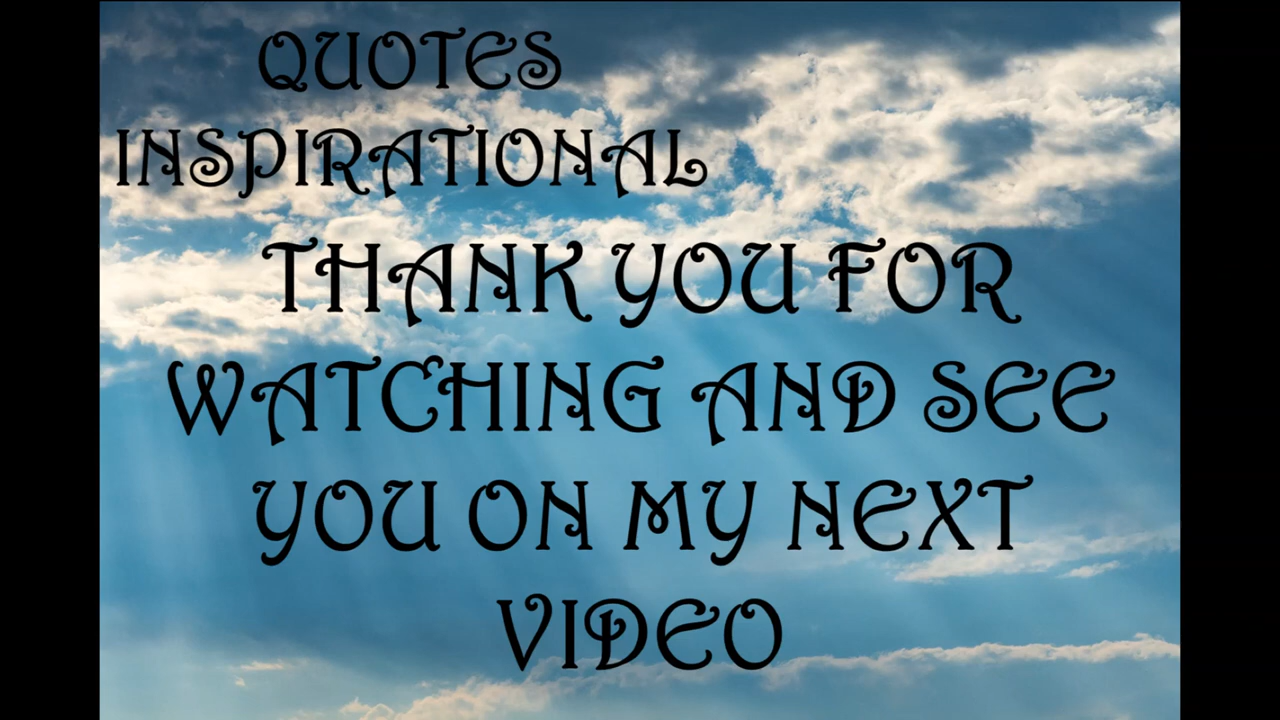 QUOTES
INSPIRATIONAL
THANK YOU FOR
WATCHING AND SEE
YOU ON MY NEXT
VIDEO